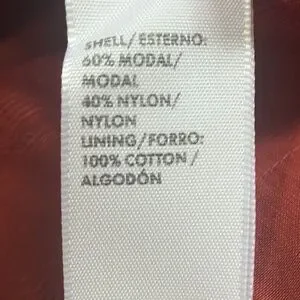 SHELL/ESTERNO:
60% MODAL/
MODAL
40% NYLON/
NYLON
LINING/FORRO:
100% COTTON /
ALGODÓN